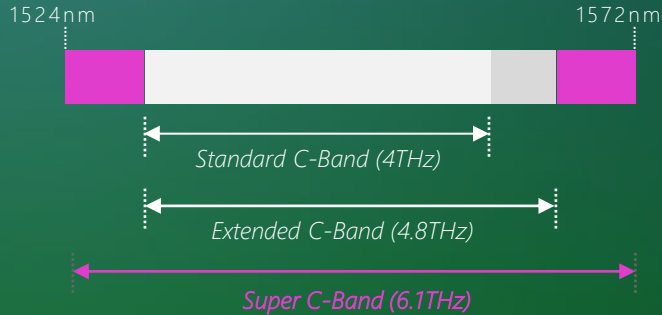 1524nm 1572nm
Standard C-Band (4THz)
Extended C-Band (4.8THz)
Super C-Band (6.1THz)